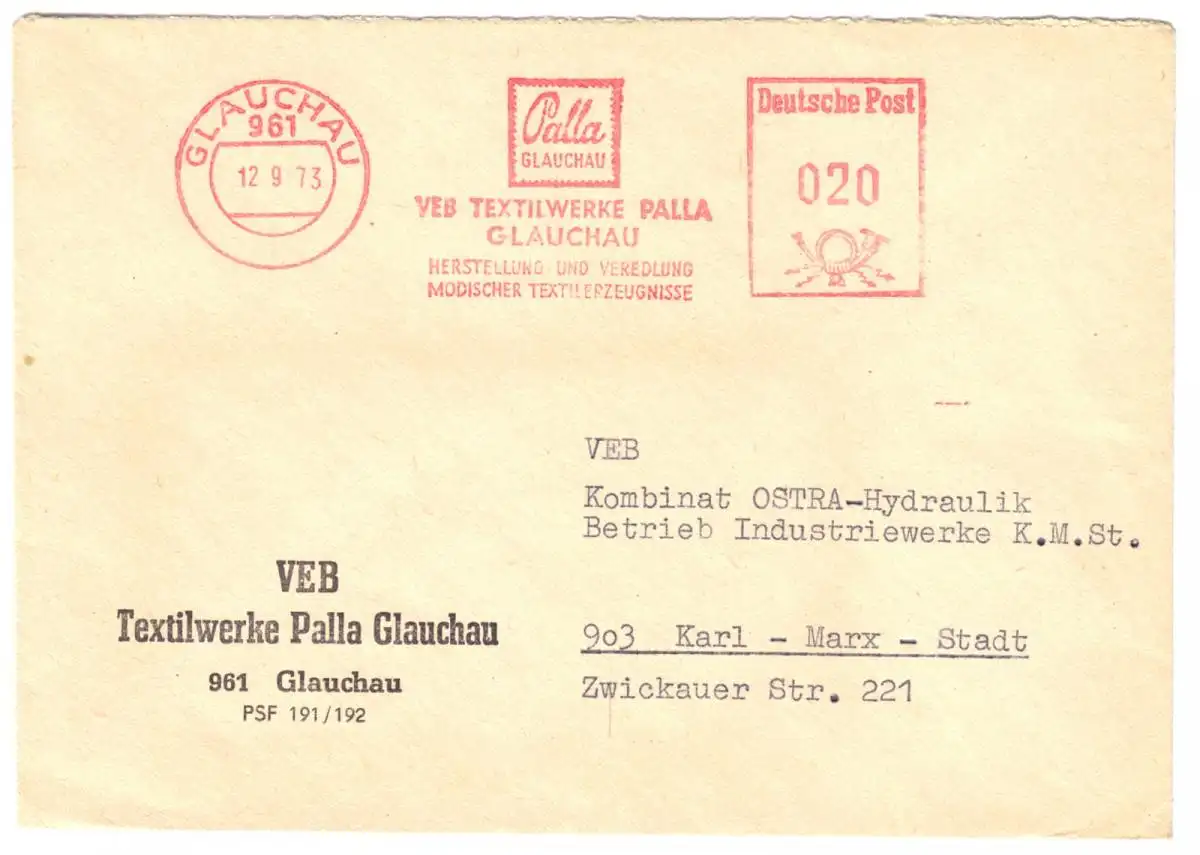 GLAUCHAU
961
12 9 73
Palla
GLAUCHAU
VEB TEXTILWERKE PALLA
GLAUCHAU
HERSTELLUNG UND VEREDLUNG
MODISCHER TEXTILERZEUGNISSE
Deutsche Post
020
VEB
Kombinat OSTRA-Hydraulik
Betrieb Industriewerke K.M.St.
9o3 Karl - Marx - Stadt
Zwickauer Str. 221
VEB
Textilwerke Palla Glauchau
961 Glauchau
PSF 191/192